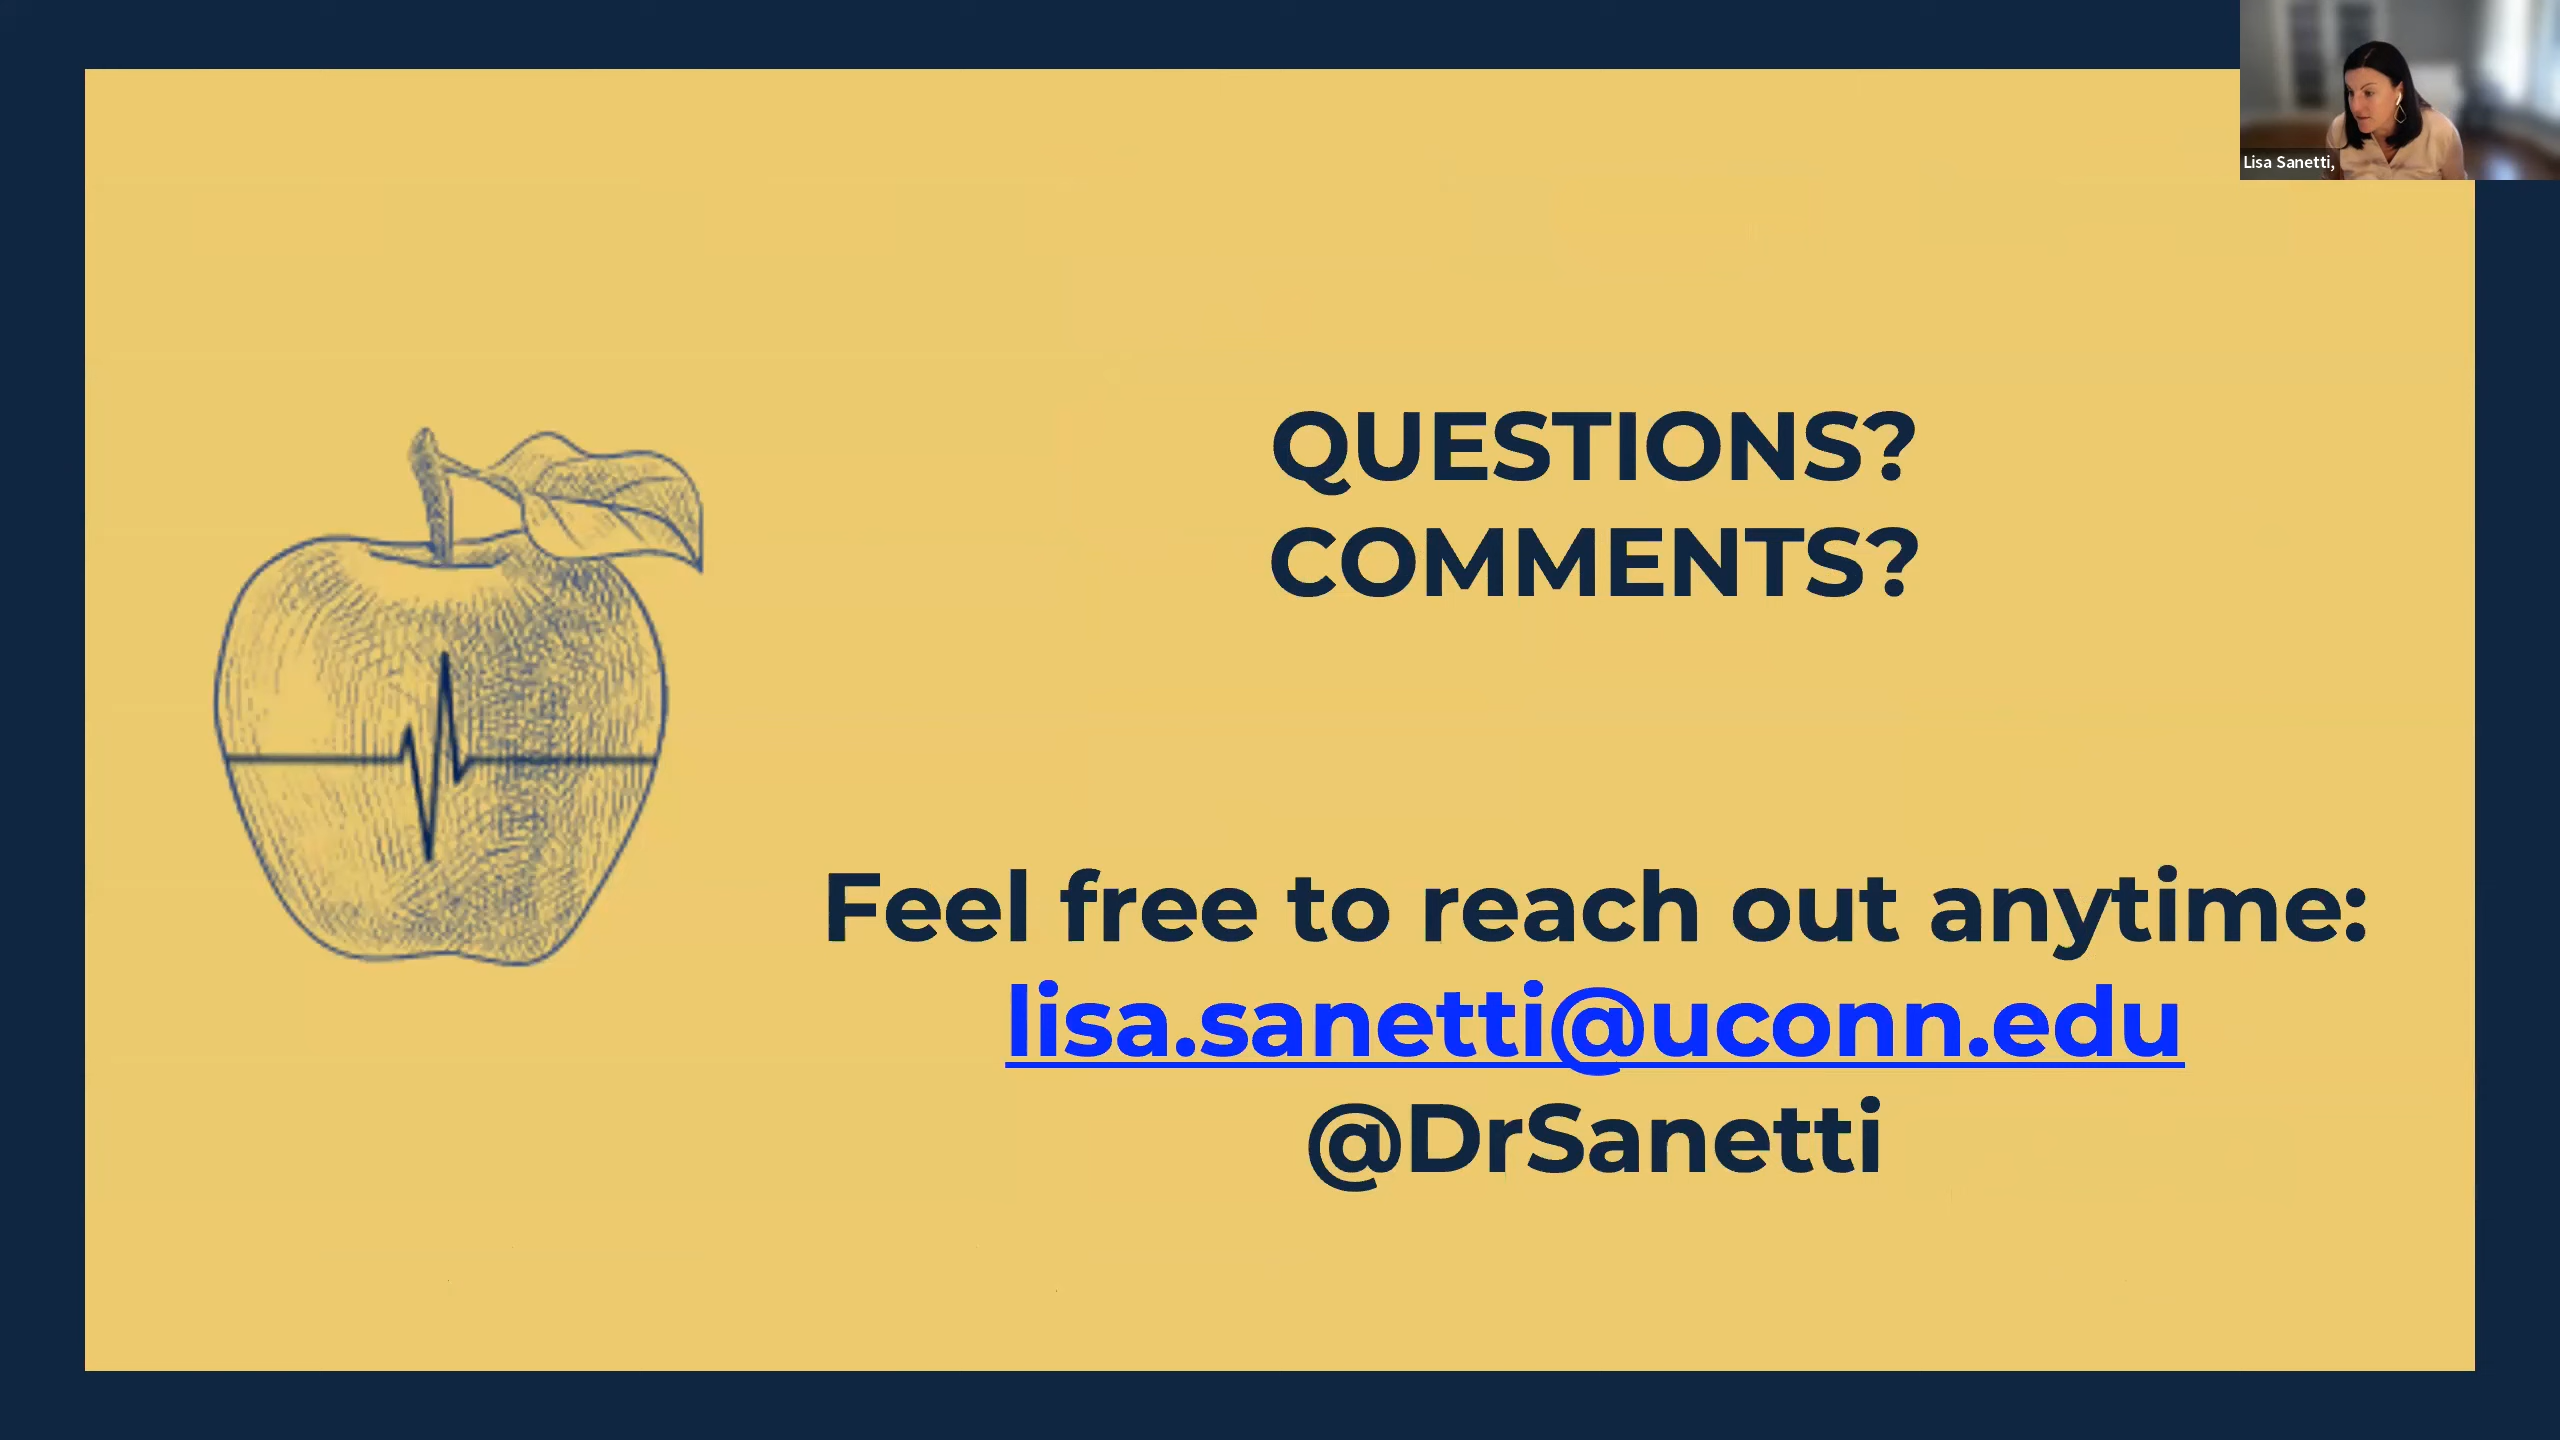 Lisa Sanetti,
QUESTIONS?
COMMENTS?
Feel free to reach out anytime:
lisa.sanetti@uconn.edu
@DrSanetti